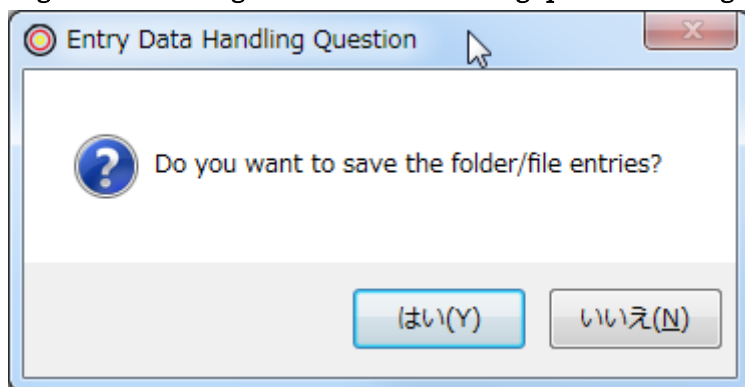 Entry Data Handling Question
Do you want to save the folder/file entries?
はい(Y)
いいえ(N)